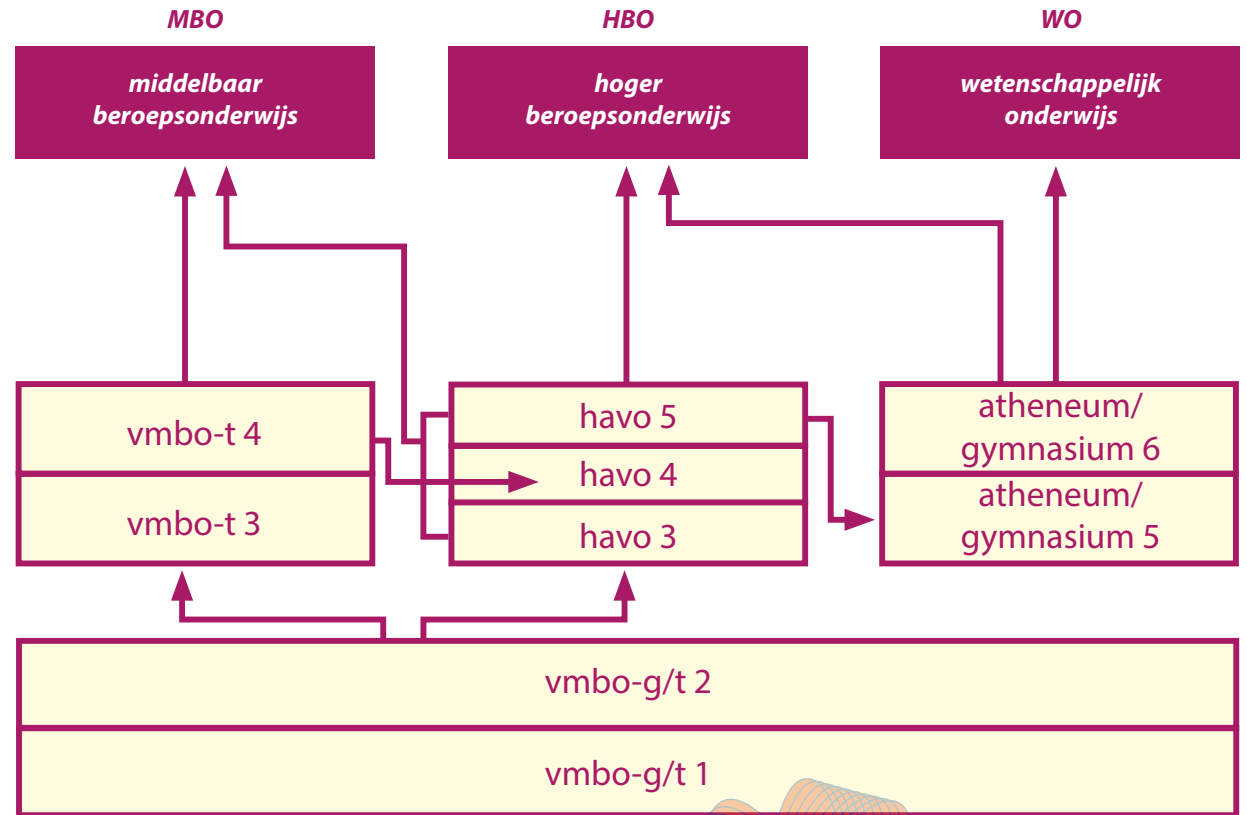 MBO
HBO
WO
middelbaar
beroepsonderwijs
hoger
beroepsonderwijs
wetenschappelijk
onderwijs
vmbo-t 4
vmbo-t 3
havo 5
havo 4
havo 3
atheneum/
gymnasium 6
atheneum/
gymnasium 5
vmbo-g/t 2
vmbo-g/t 1